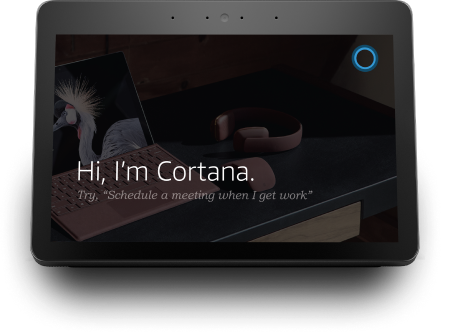 Hi, I'm Cortana.
Try, "Schedule a meeting when I get work"